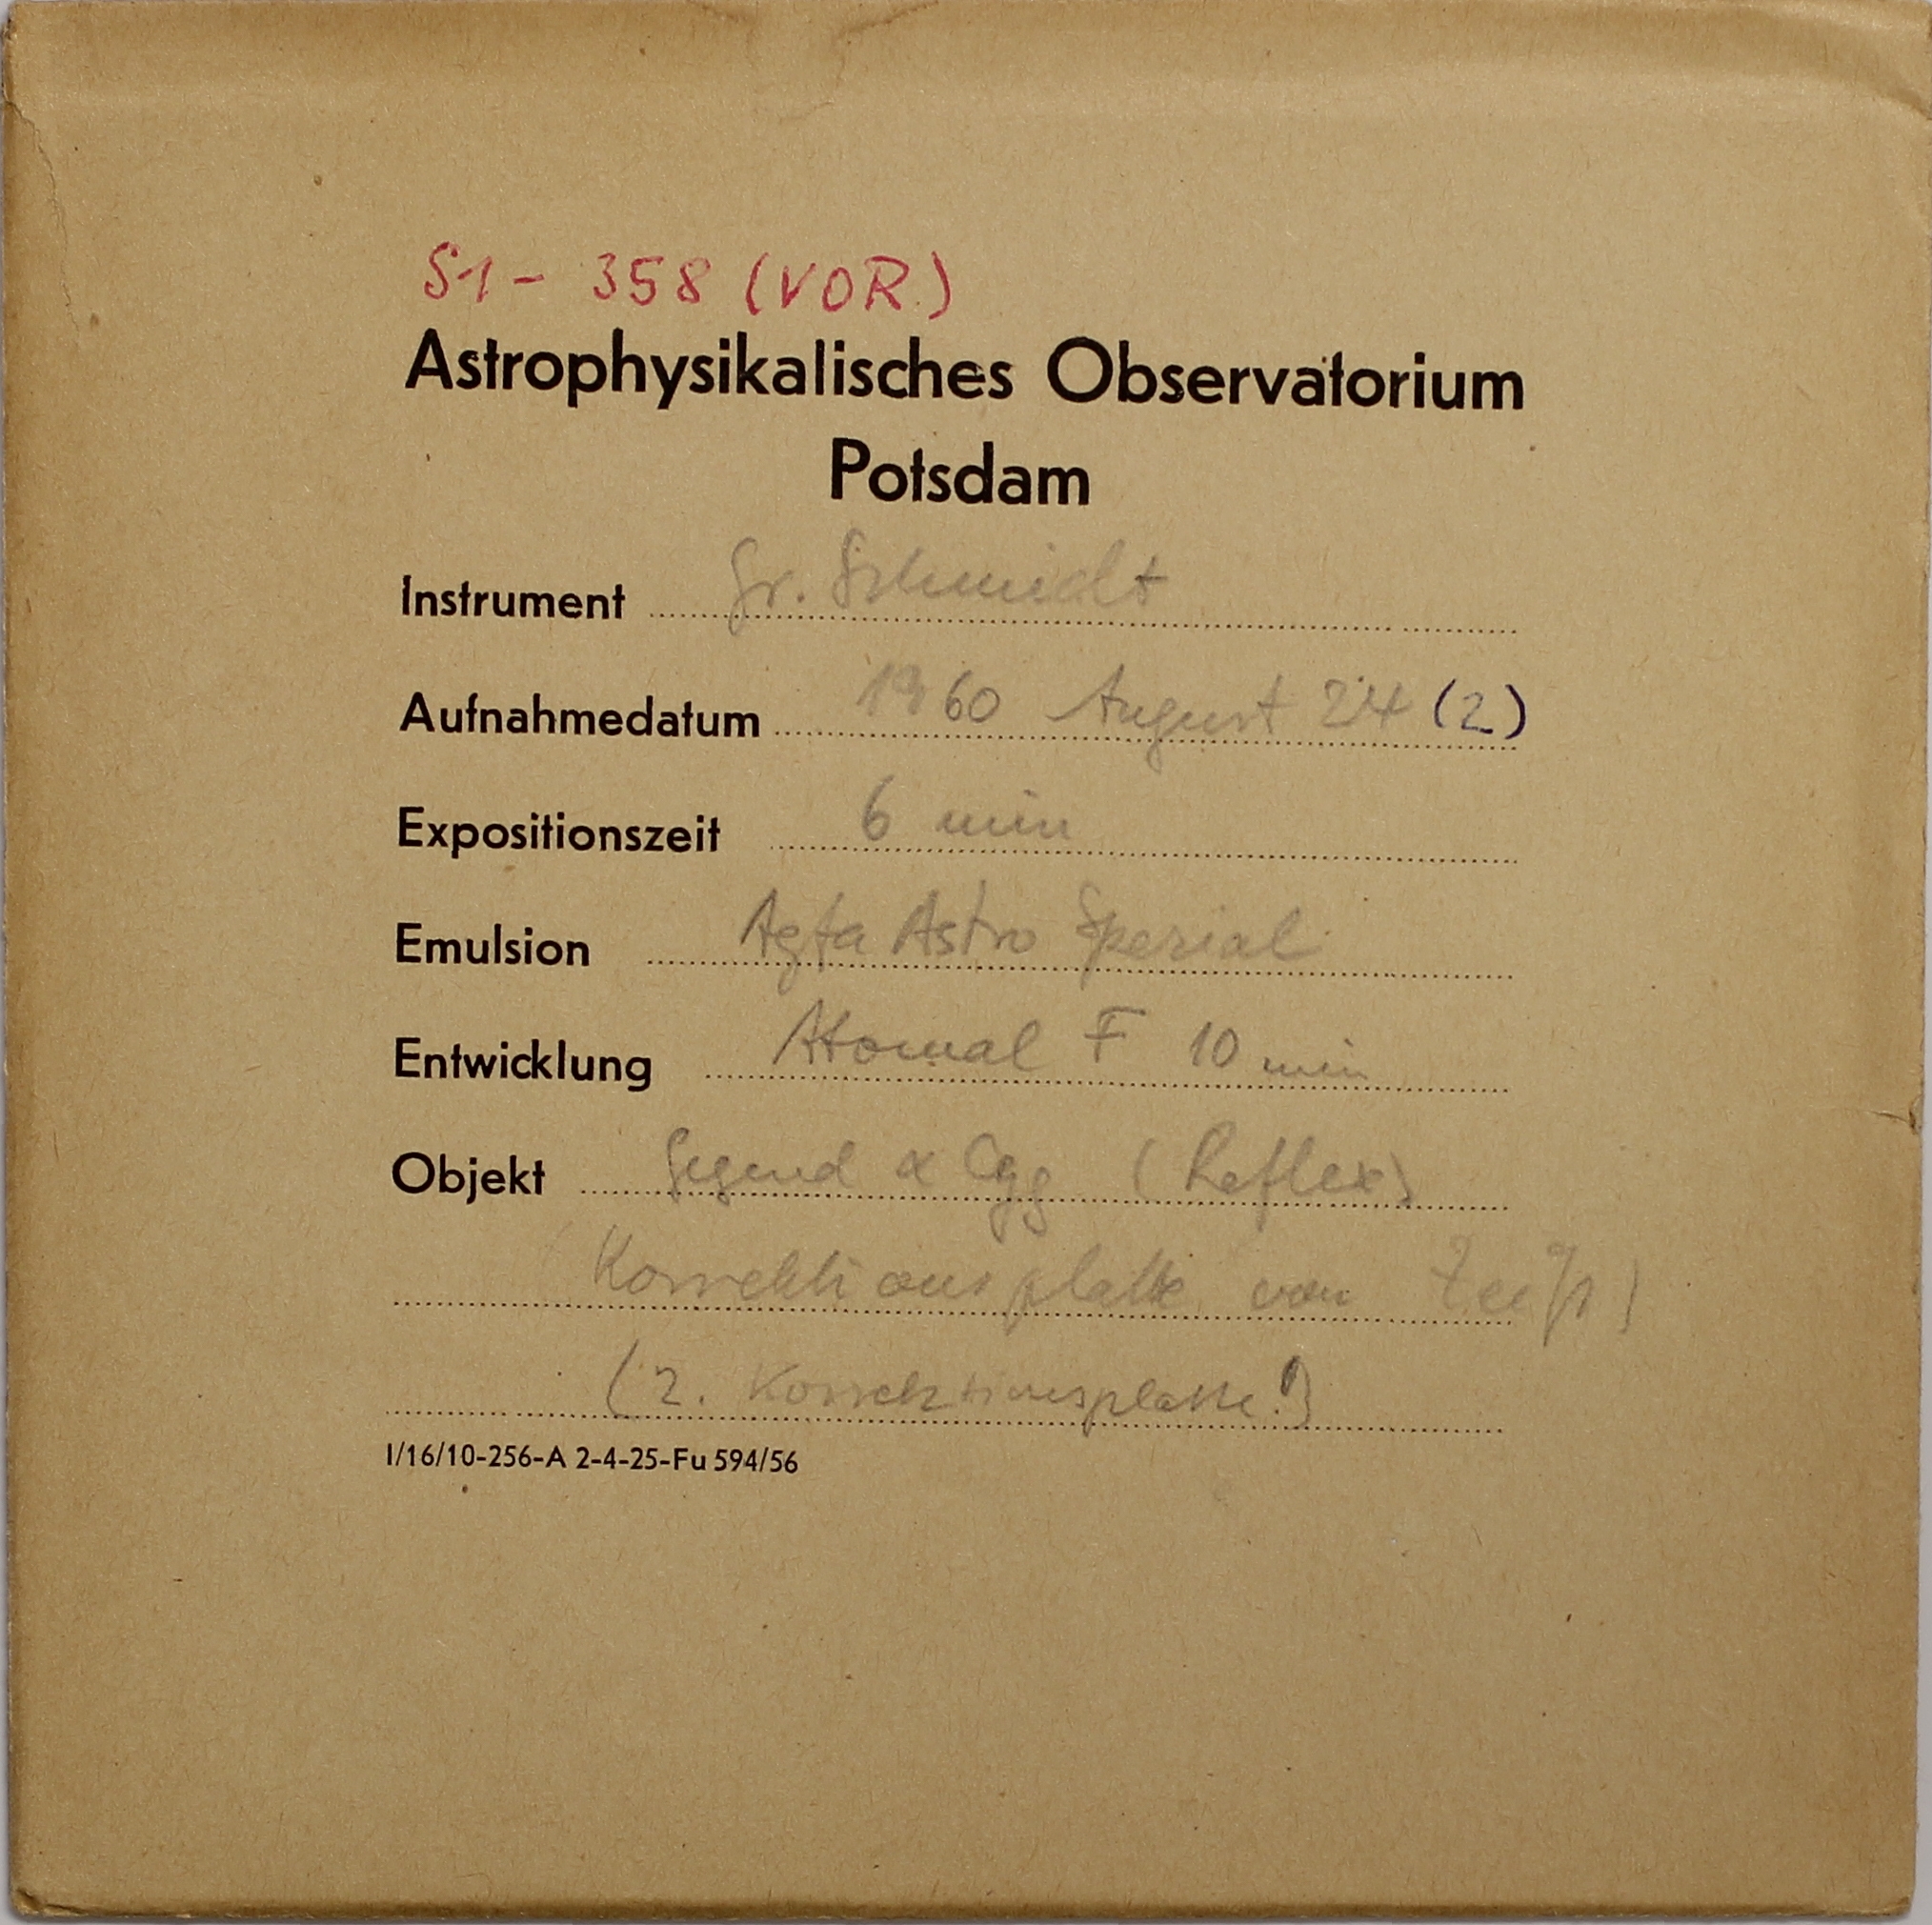 S1 - 358 (VOR)
Astrophysikalisches Observatorium
Potsdam
Instrument Gr. Schmidt
Aufnahmedatum 1960 August 24 (2)
Expositionszeit 6 min
Emulsion Agfa Astro Spezial
Entwicklung Atomal F 10 min
Objekt Gegend α Cyg (Reflex)
Korrektionsplatte von Zeiß)
(2. Korrektionsplatte!)
I/16/10-256-A 2-4-25-Fu 594/56